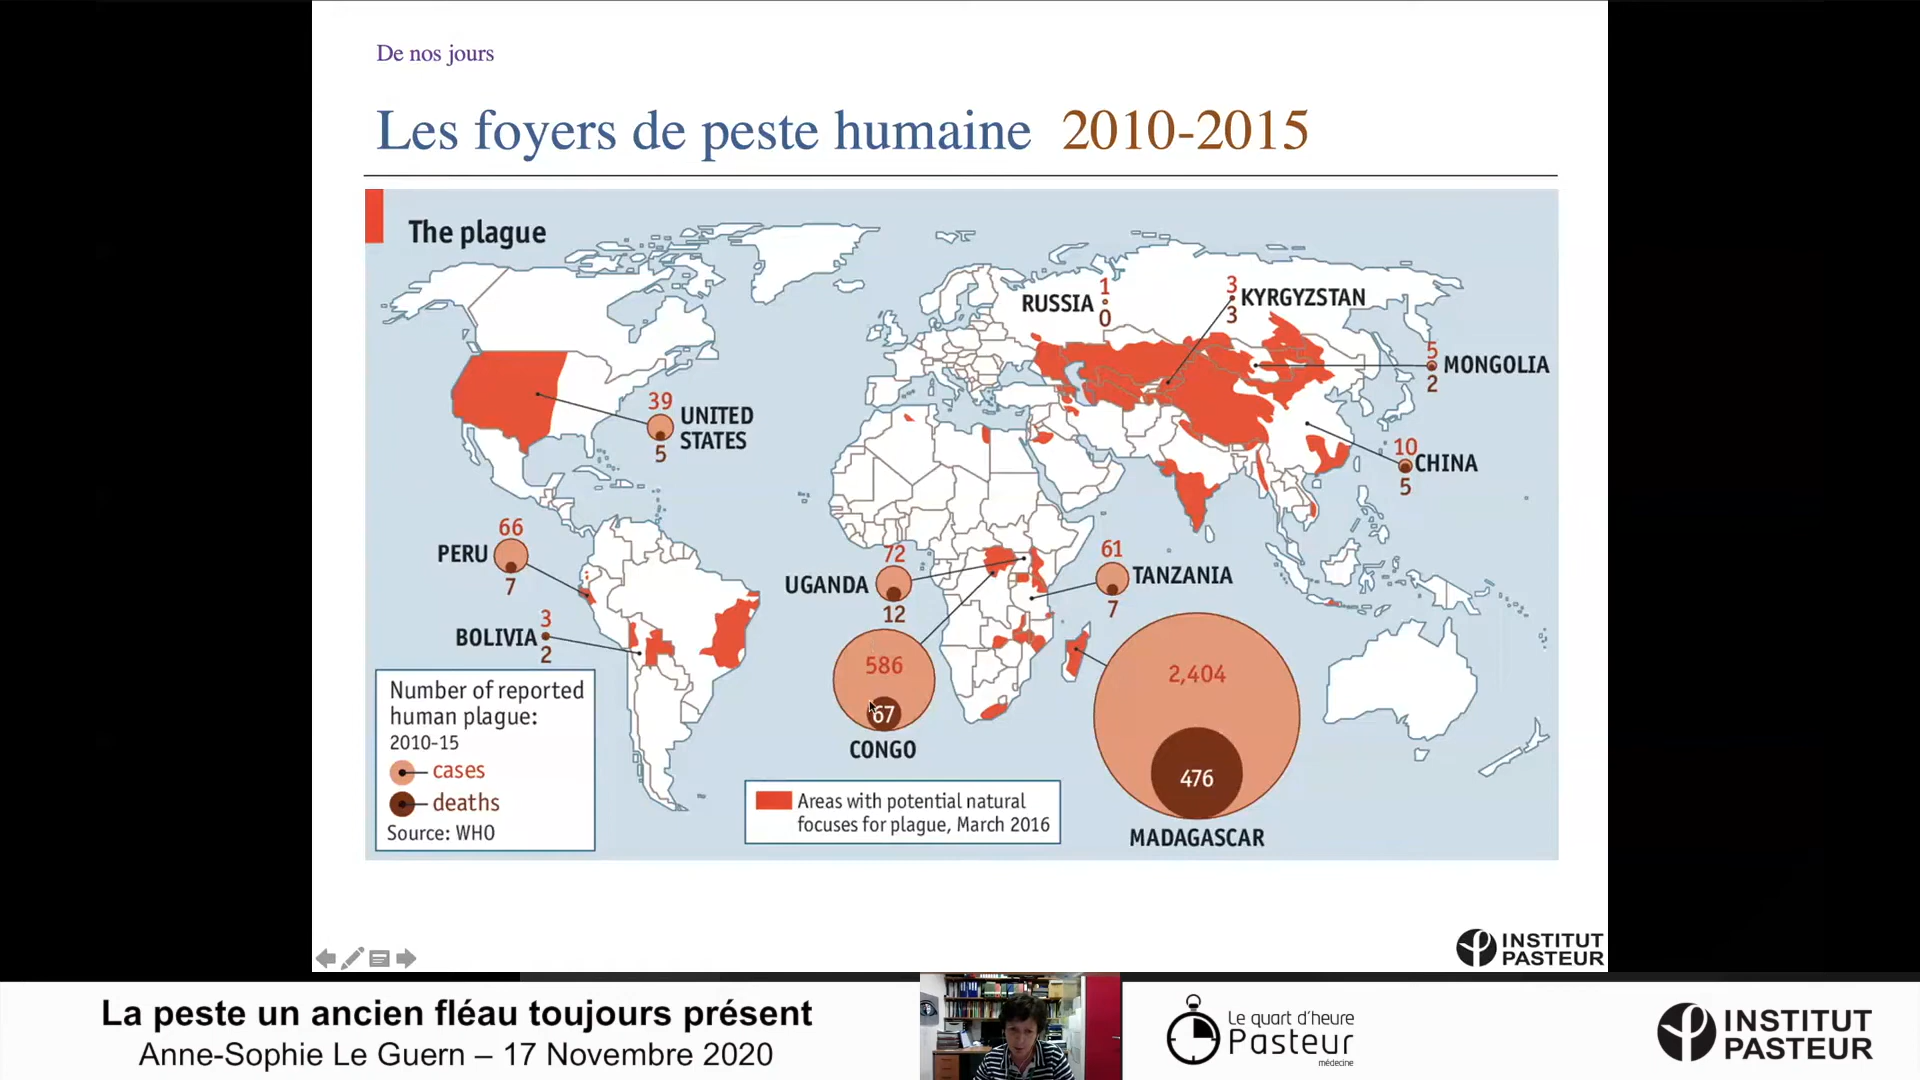 De nos jours
Les foyers de peste humaine 2010-2015
The plague
RUSSIA
1
0
3
KYRGYZSTAN
3
5
MONGOLIA
2
39
UNITED
STATES
5
10
CHINA
5
66
PERU
7
72
UGANDA
12
61
TANZANIA
7
3
BOLIVIA
2
586
67
CONGO
2,404
476
MADAGASCAR
Number of reported
human plague:
2010-15
cases
deaths
Source: WHO
Areas with potential natural
focuses for plague, March 2016
INSTITUT
PASTEUR
La peste un ancien fléau toujours présent
Anne-Sophie Le Guern – 17 Novembre 2020
Le quart d'heure
Pasteur
médecine
INSTITUT
PASTEUR